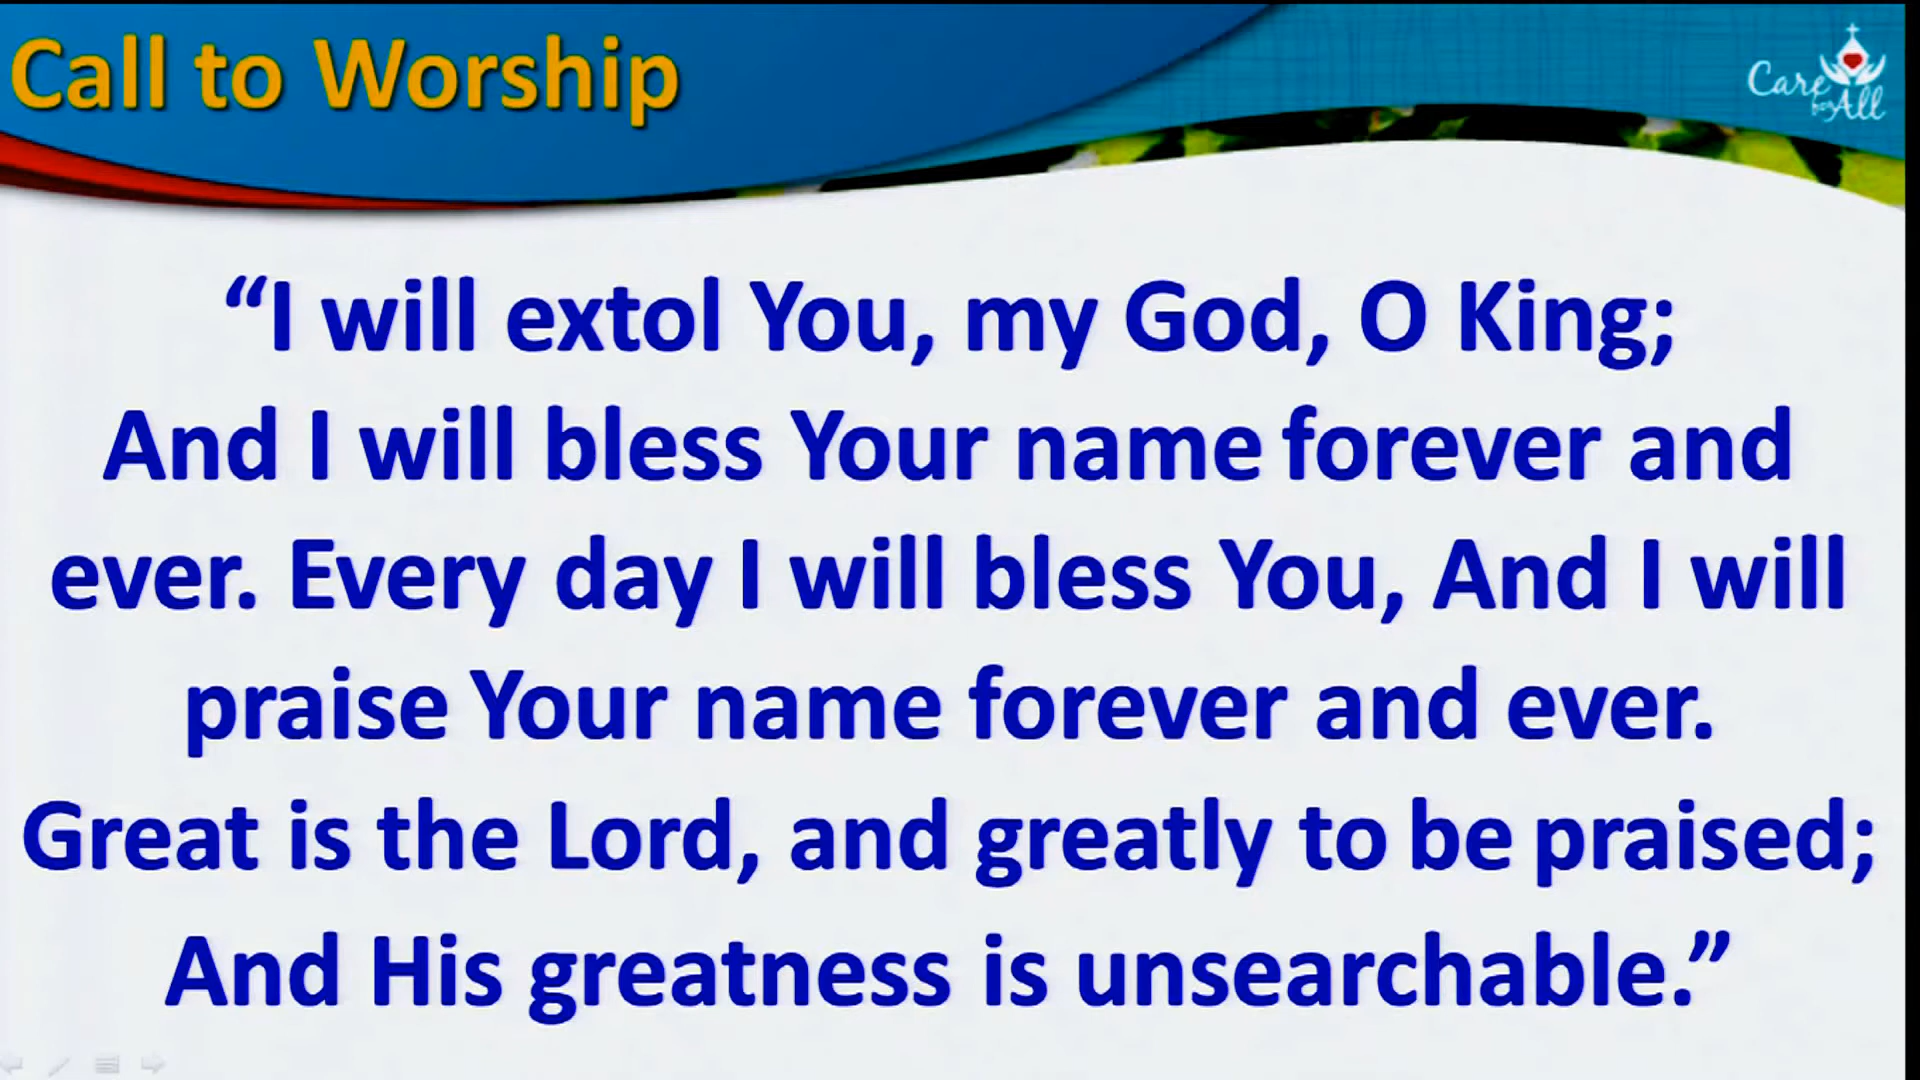 Call to Worship
Care
for All
“I will extol You, my God, O King;
And I will bless Your name forever and
ever. Every day I will bless You, And I will
praise Your name forever and ever.
Great is the Lord, and greatly to be praised;
And His greatness is unsearchable.”